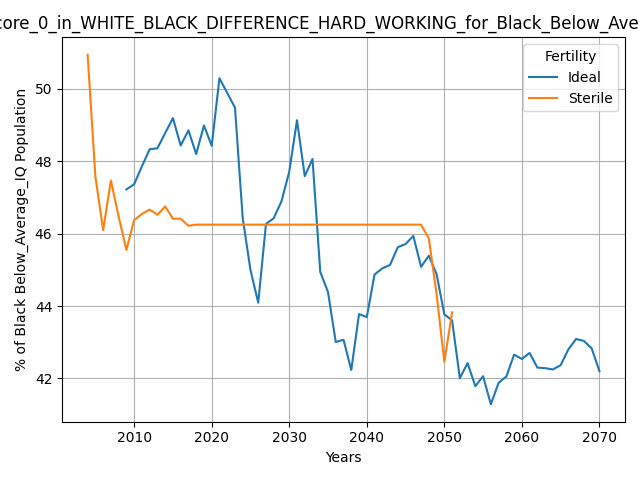 core_0_in_WHITE_BLACK_DIFFERENCE_HARD_WORKING_for_Black_Below_Ave
Fertility
Ideal
Sterile
% of Black Below_Average_IQ Population
50
48
46
44
42
2010 2020 2030 2040 2050 2060 2070
Years